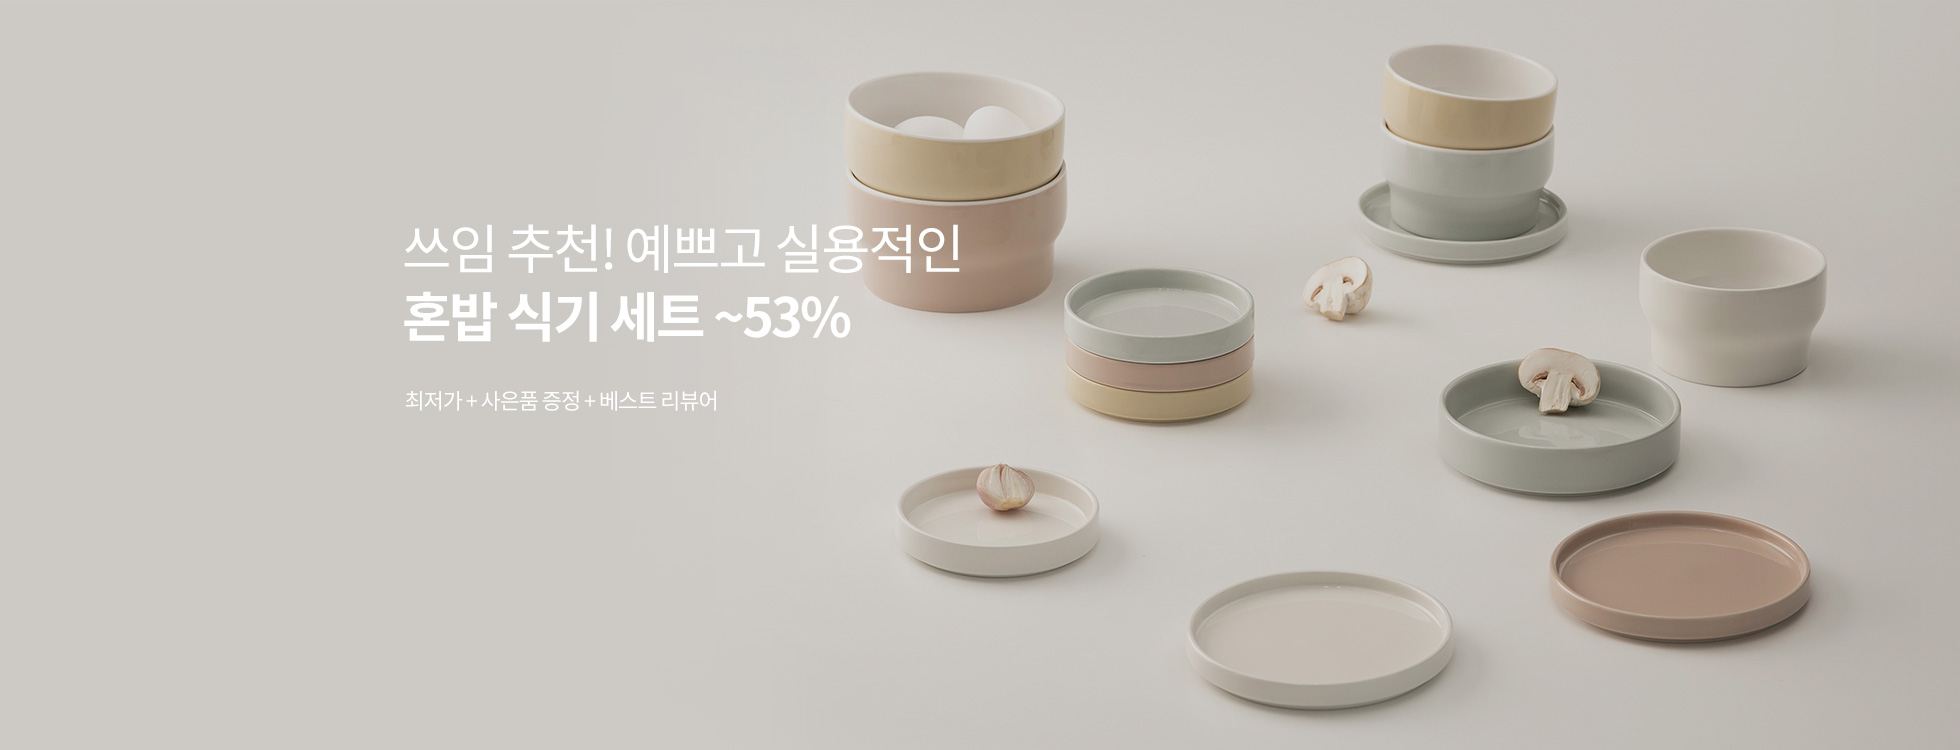 쓰임 추천! 예쁘고 실용적인
혼밥 식기 세트 ~53%
최저가 + 사은품 증정 + 베스트 리뷰어